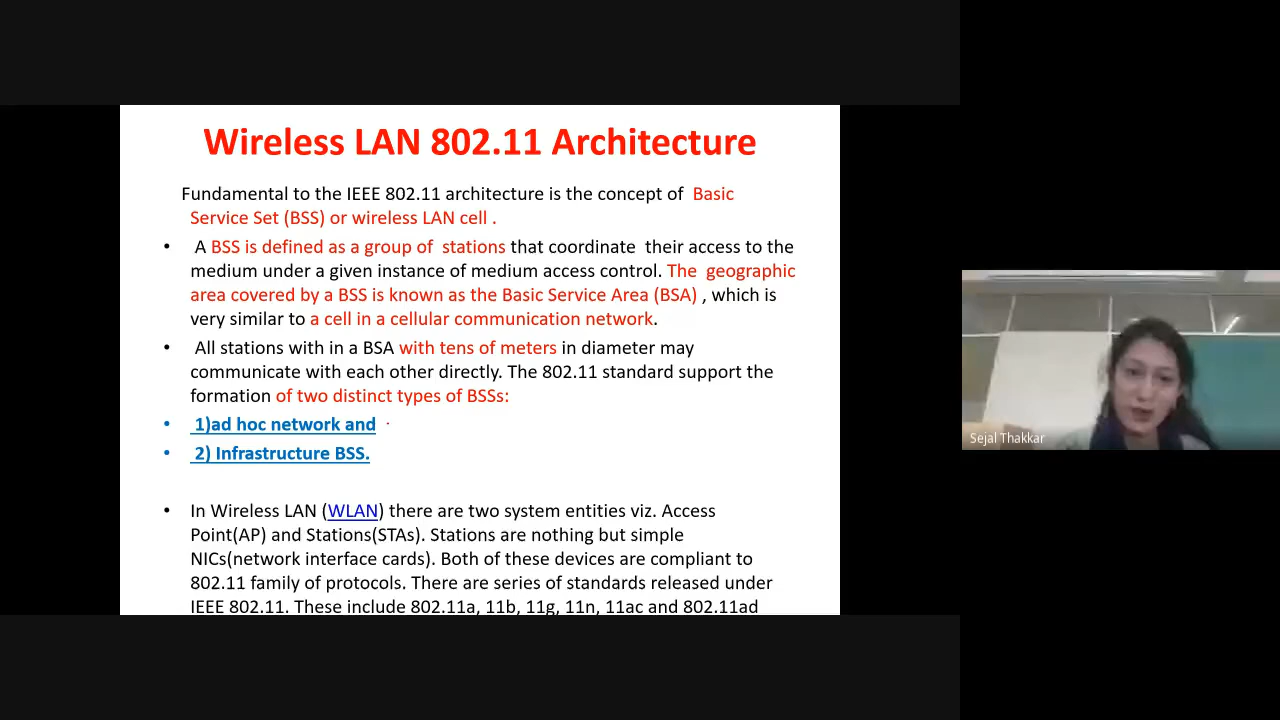 Wireless LAN 802.11 Architecture
Fundamental to the IEEE 802.11 architecture is the concept of Basic
Service Set (BSS) or wireless LAN cell .
• A BSS is defined as a group of stations that coordinate their access to the
medium under a given instance of medium access control. The geographic
area covered by a BSS is known as the Basic Service Area (BSA) , which is
very similar to a cell in a cellular communication network.
• All stations with in a BSA with tens of meters in diameter may
communicate with each other directly. The 802.11 standard support the
formation of two distinct types of BSSs:
• 1)ad hoc network and
• 2) Infrastructure BSS.
• In Wireless LAN (WLAN) there are two system entities viz. Access
Point(AP) and Stations(STAs). Stations are nothing but simple
NICs(network interface cards). Both of these devices are compliant to
802.11 family of protocols. There are series of standards released under
IEEE 802.11. These include 802.11a, 11b, 11g, 11n, 11ac and 802.11ad
Sejal Thakkar